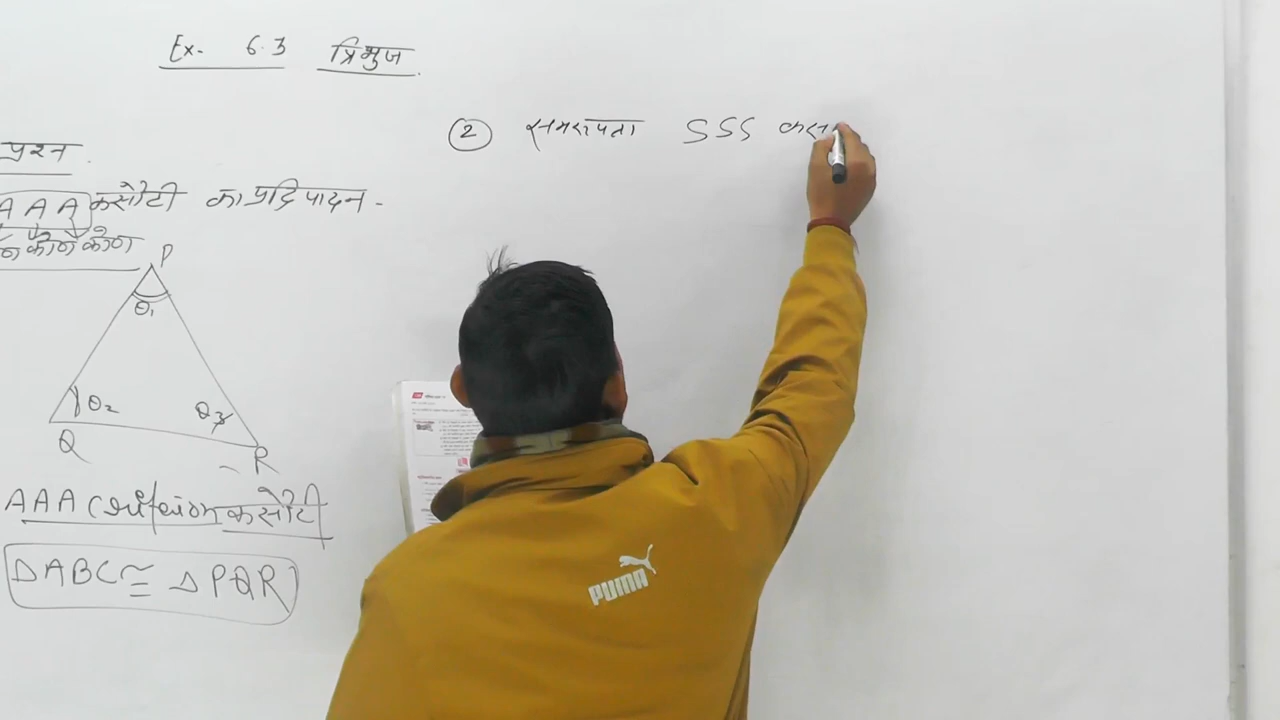 Ex- 6.3 त्रिभुज
प्रश्न
AAA कसौटी का प्रतिपादन -
कोण कोण
P
θ₁
θ₂ θ₃
Q R
AAA Criterion कसौटी
△ABC ≅ △PQR
② समरूपता SSS कस
PUMA